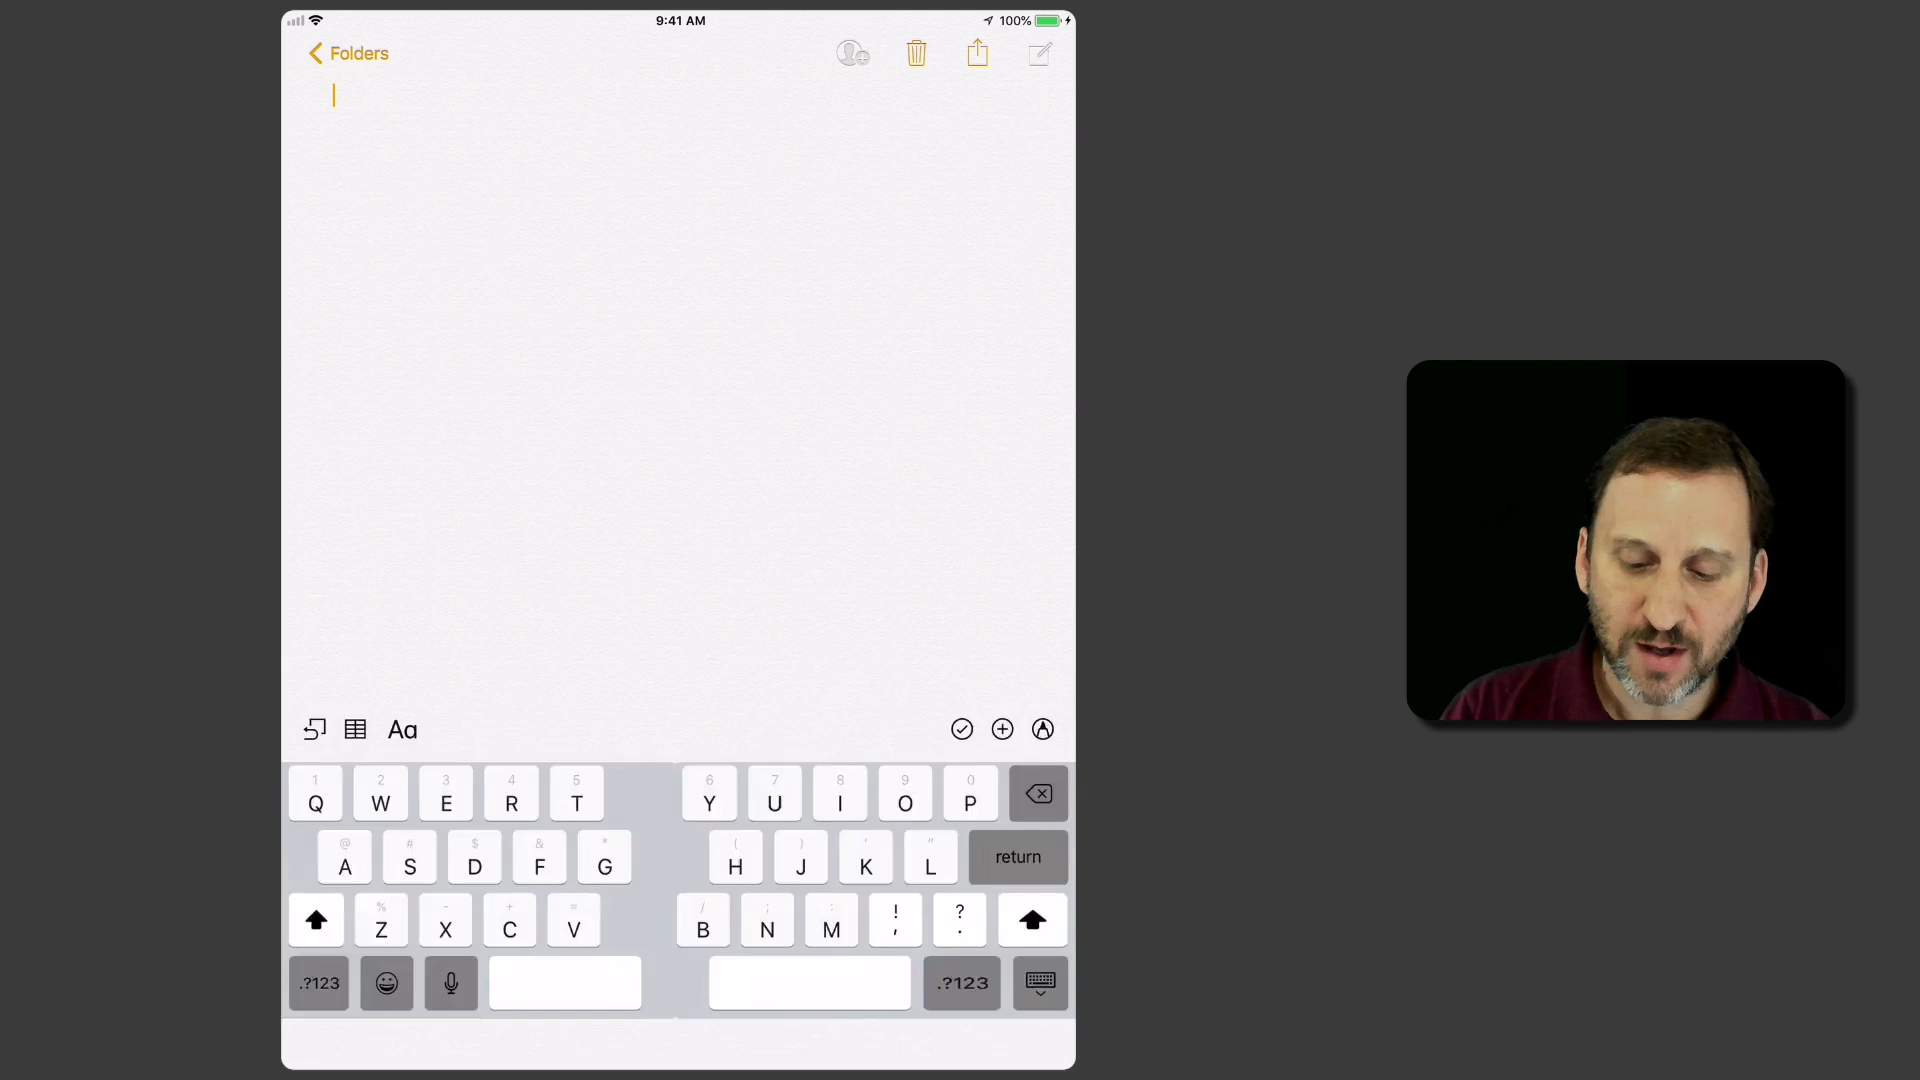 9:41 AM
100%
Folders
Aa
1 2 3 4 5 6 7 8 9 0
Q W E R T Y U I O P
@ # $ & * ( ) ' "
A S D F G H J K L return
% - + = / ; : ! ?
Z X C V B N M , .
.?123 .?123